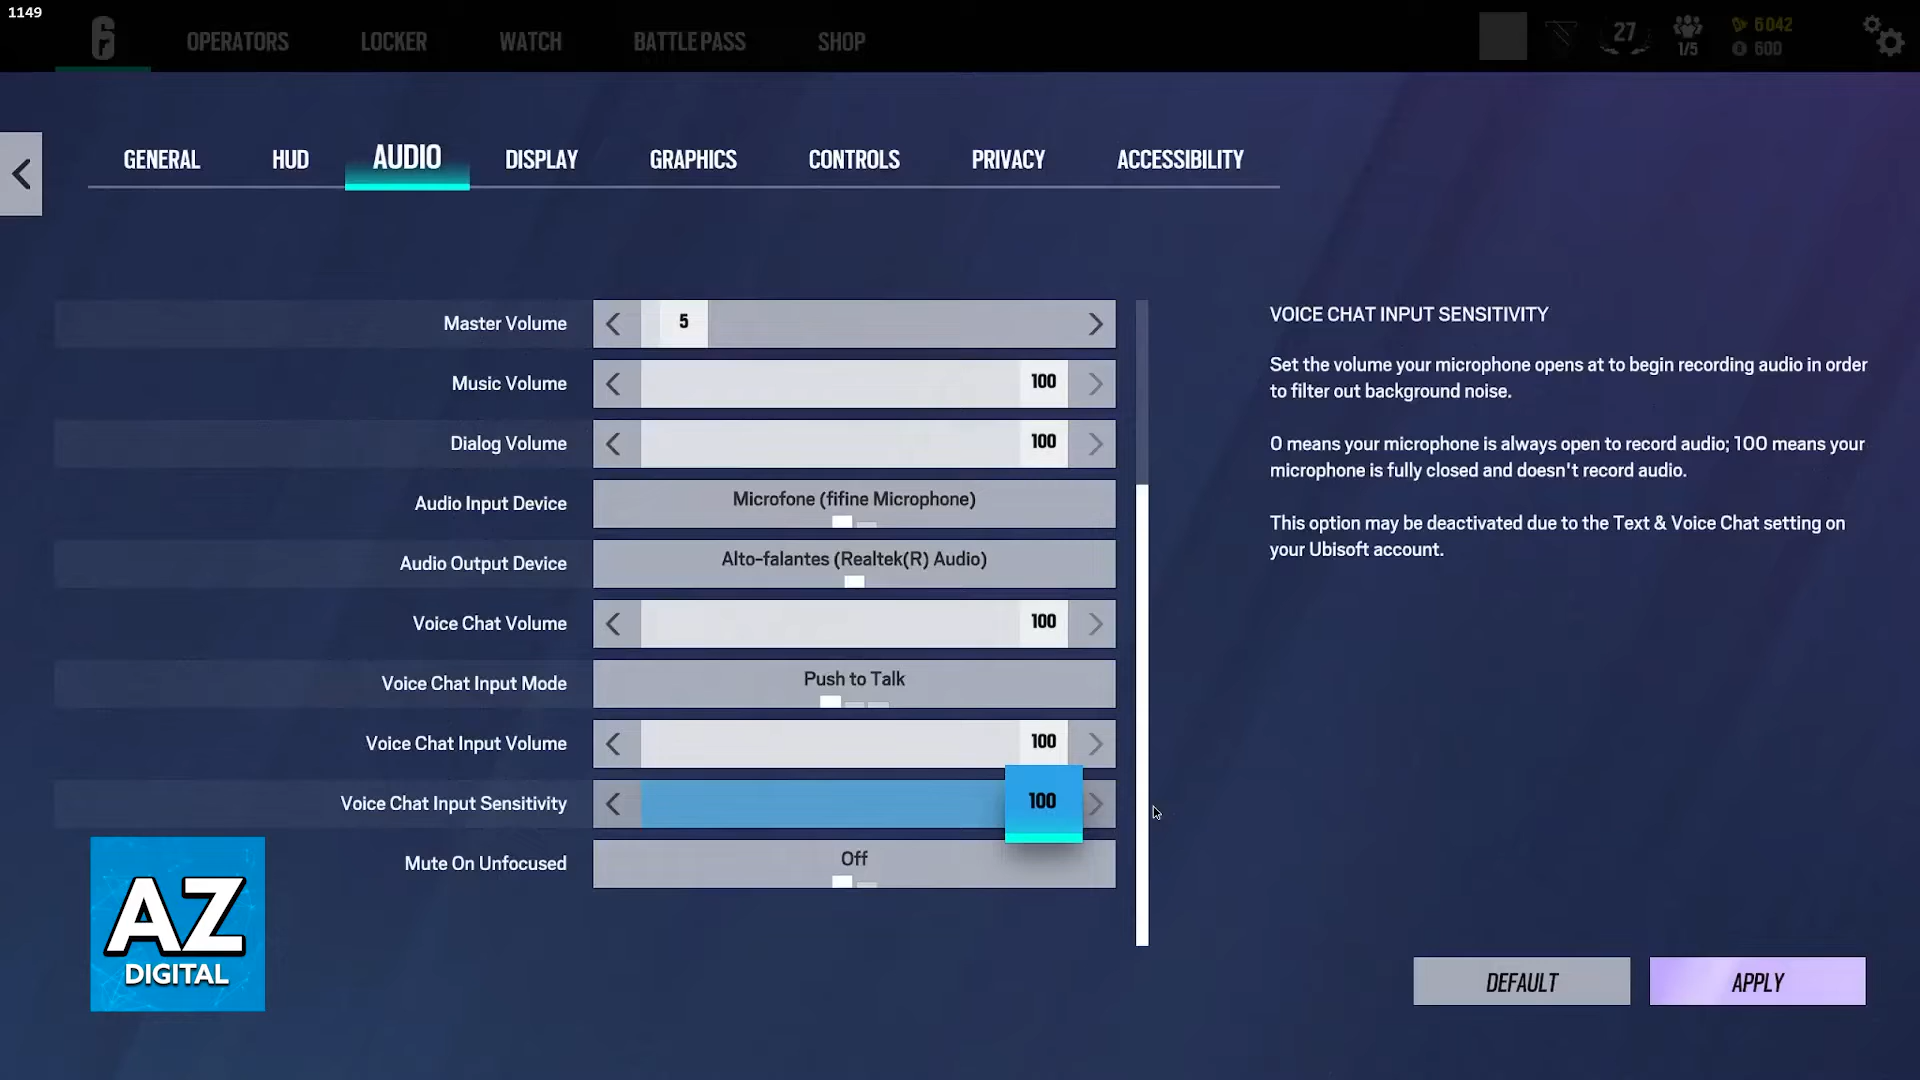 1149
OPERATORS LOCKER WATCH BATTLE PASS SHOP
27 1/5 6042
600
GENERAL HUD AUDIO DISPLAY GRAPHICS CONTROLS PRIVACY ACCESSIBILITY
Master Volume 5
Music Volume 100
Dialog Volume 100
Audio Input Device Microfone (fifine Microphone)
Audio Output Device Alto-falantes (Realtek(R) Audio)
Voice Chat Volume 100
Voice Chat Input Mode Push to Talk
Voice Chat Input Volume 100
Voice Chat Input Sensitivity 100
Mute On Unfocused Off
VOICE CHAT INPUT SENSITIVITY
Set the volume your microphone opens at to begin recording audio in order
to filter out background noise.
0 means your microphone is always open to record audio; 100 means your
microphone is fully closed and doesn't record audio.
This option may be deactivated due to the Text & Voice Chat setting on
your Ubisoft account.
AZ
DIGITAL
DEFAULT APPLY